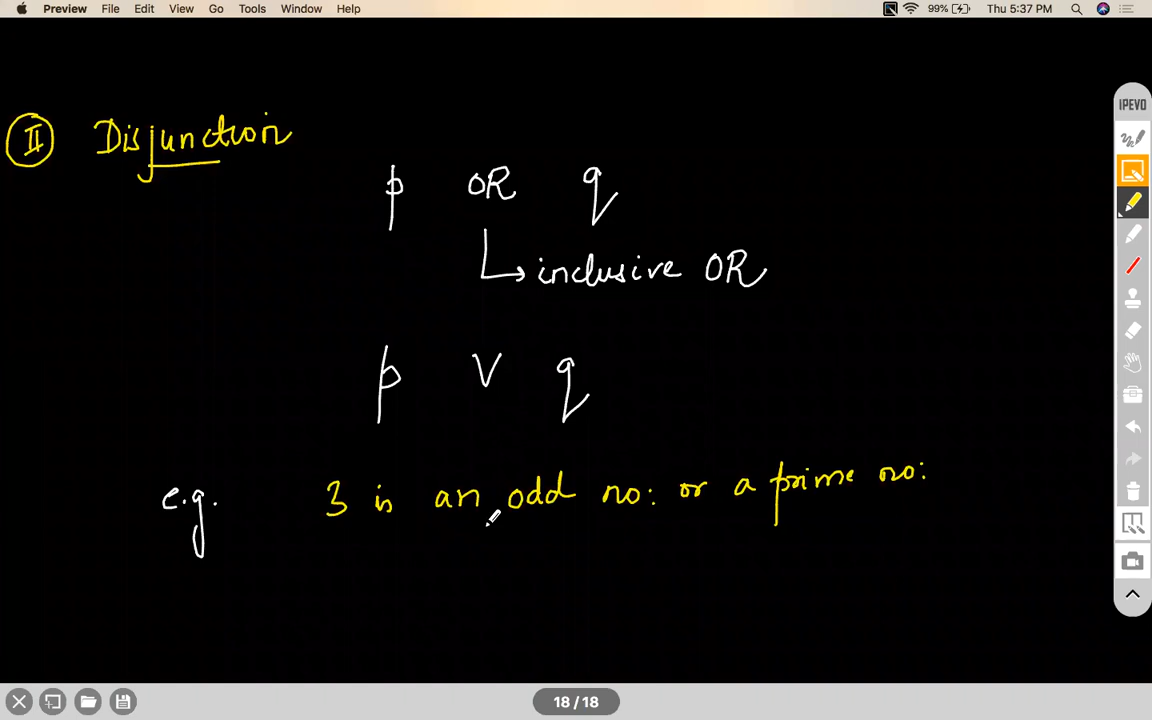 Preview File Edit View Go Tools Window Help 99% Thu 5:37 PM
II Disjunction
p OR q
inclusive OR
IPEVO
p V q
e.g. 3 is an odd no: or a prime no:
18 / 18